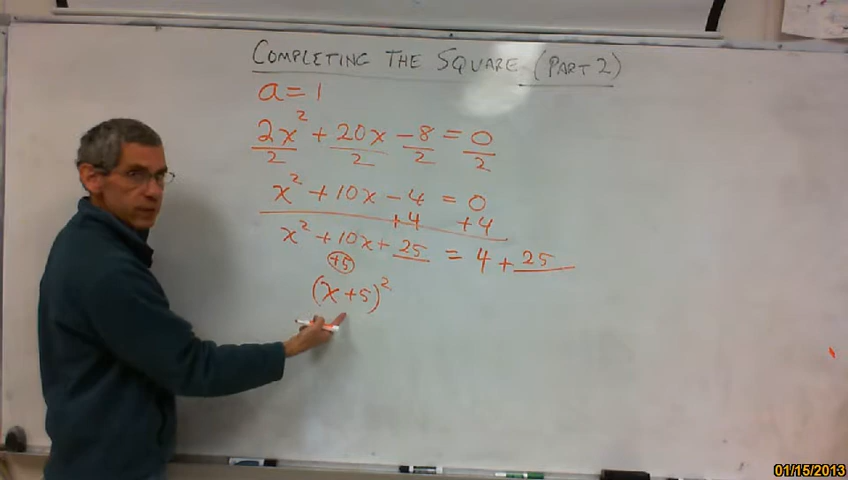 COMPLETING THE SQUARE (PART 2)
a = 1
2x² + 20x - 8 = 0
2 2 2 2
x² + 10x - 4 = 0
+4 +4
x² + 10x + 25 = 4 + 25
+5
(x + 5)²
01/15/2013